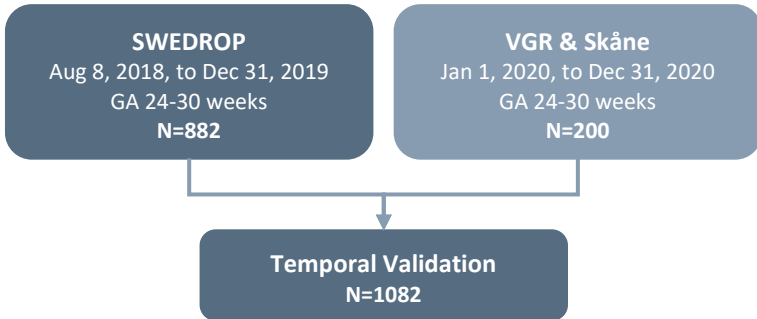 SWEDROP
Aug 8, 2018, to Dec 31, 2019
GA 24-30 weeks
N=882
VGR & Skåne
Jan 1, 2020, to Dec 31, 2020
GA 24-30 weeks
N=200
Temporal Validation
N=1082